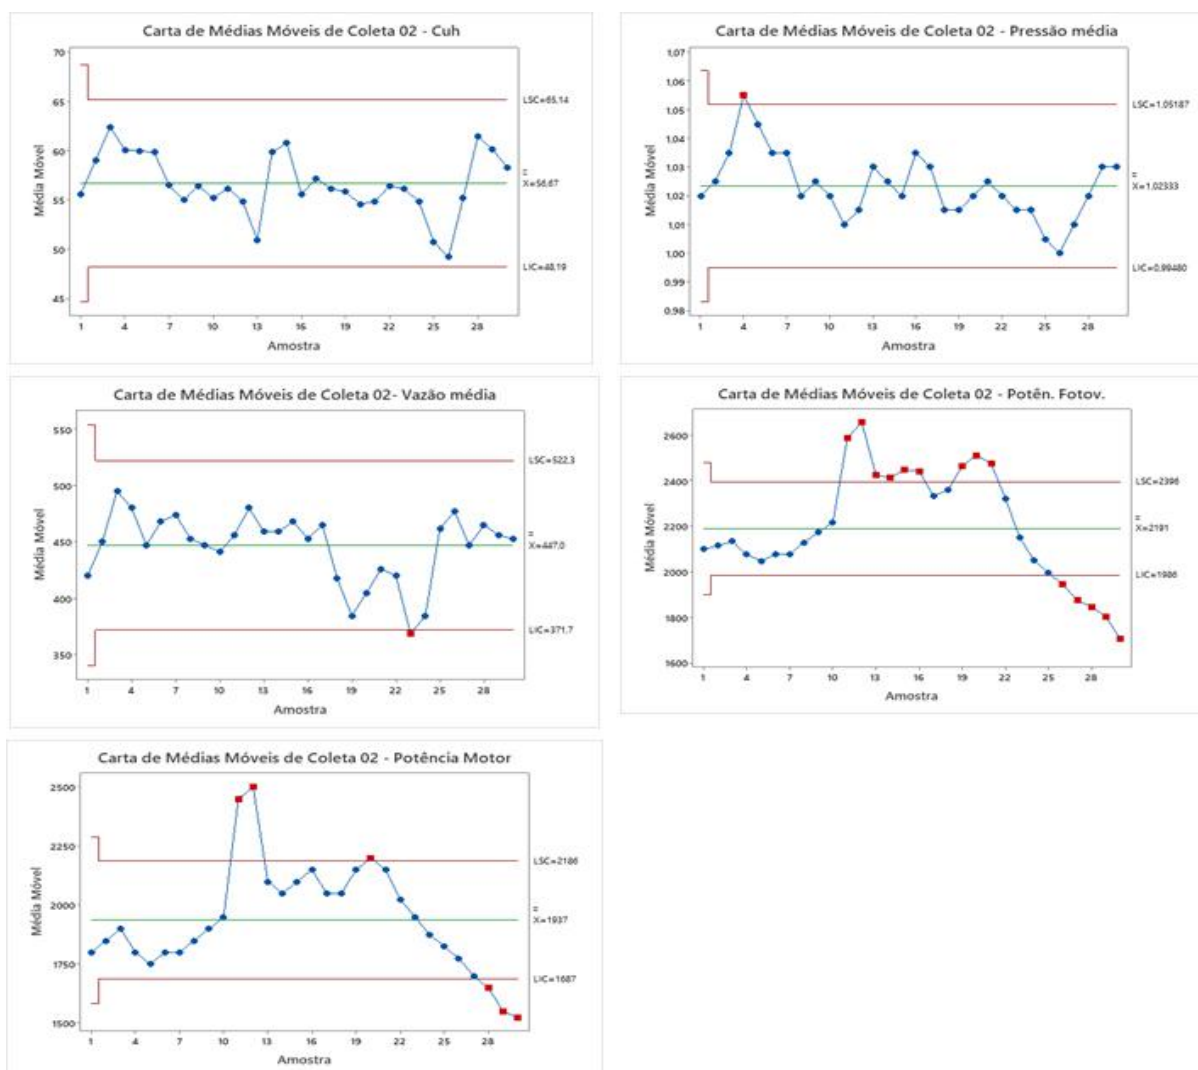 Carta de Médias Móveis de Coleta 02 - Cuh
70
65
60
55
50
45
Média Móvel
LSC=65,14
X=56,67
LIC=48,19
1 4 7 10 13 16 19 22 25 28
Amostra
Carta de Médias Móveis de Coleta 02 - Pressão média
1,07
1,06
1,05
1,04
1,03
1,02
1,01
1,00
0,99
0,98
Média Móvel
LSC=1,05187
X=1,02333
LIC=0,99480
1 4 7 10 13 16 19 22 25 28
Amostra
Carta de Médias Móveis de Coleta 02- Vazão média
550
500
450
400
350
Média Móvel
LSC=522,3
X=447,0
LIC=371,7
1 4 7 10 13 16 19 22 25 28
Amostra
Carta de Médias Móveis de Coleta 02 - Potên. Fotov.
2600
2400
2200
2000
1800
1600
Média Móvel
LSC=2396
X=2191
LIC=1986
1 4 7 10 13 16 19 22 25 28
Amostra
Carta de Médias Móveis de Coleta 02 - Potência Motor
2500
2250
2000
1750
1500
Média Móvel
LSC=2186
X=1937
LIC=1687
1 4 7 10 13 16 19 22 25 28
Amostra